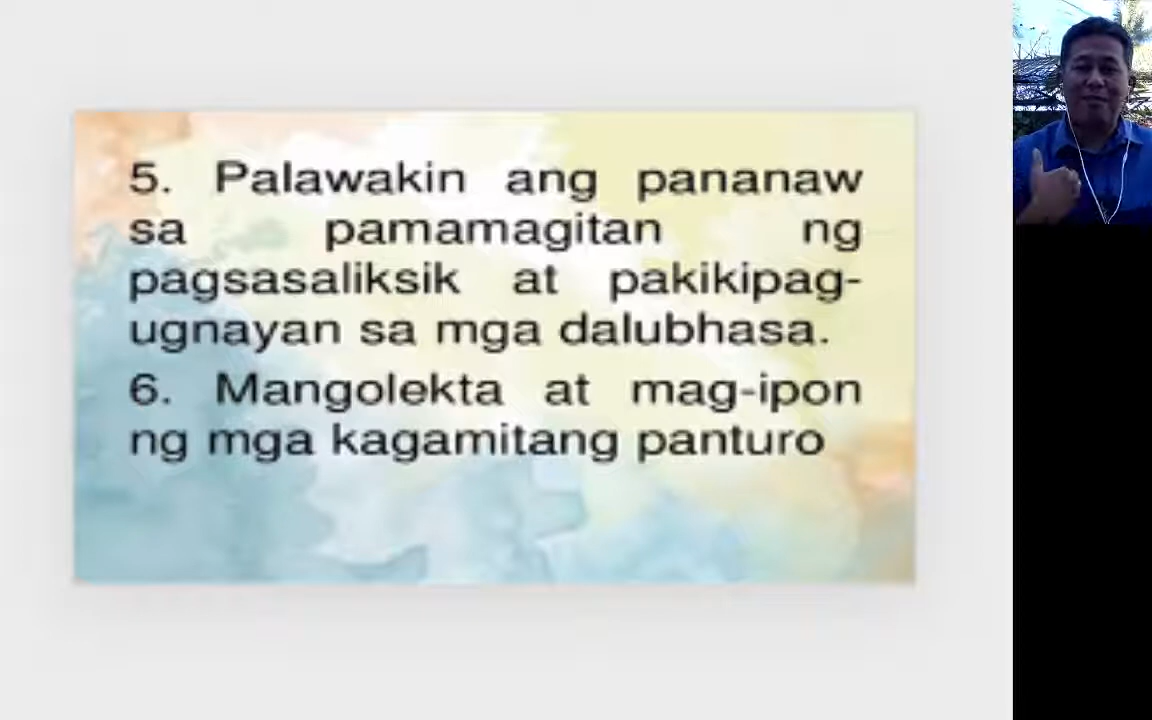 5. Palawakin ang pananaw
sa pamamagitan ng
pagsasaliksik at pakikipag-
ugnayan sa mga dalubhasa.
6. Mangolekta at mag-ipon
ng mga kagamitang panturo